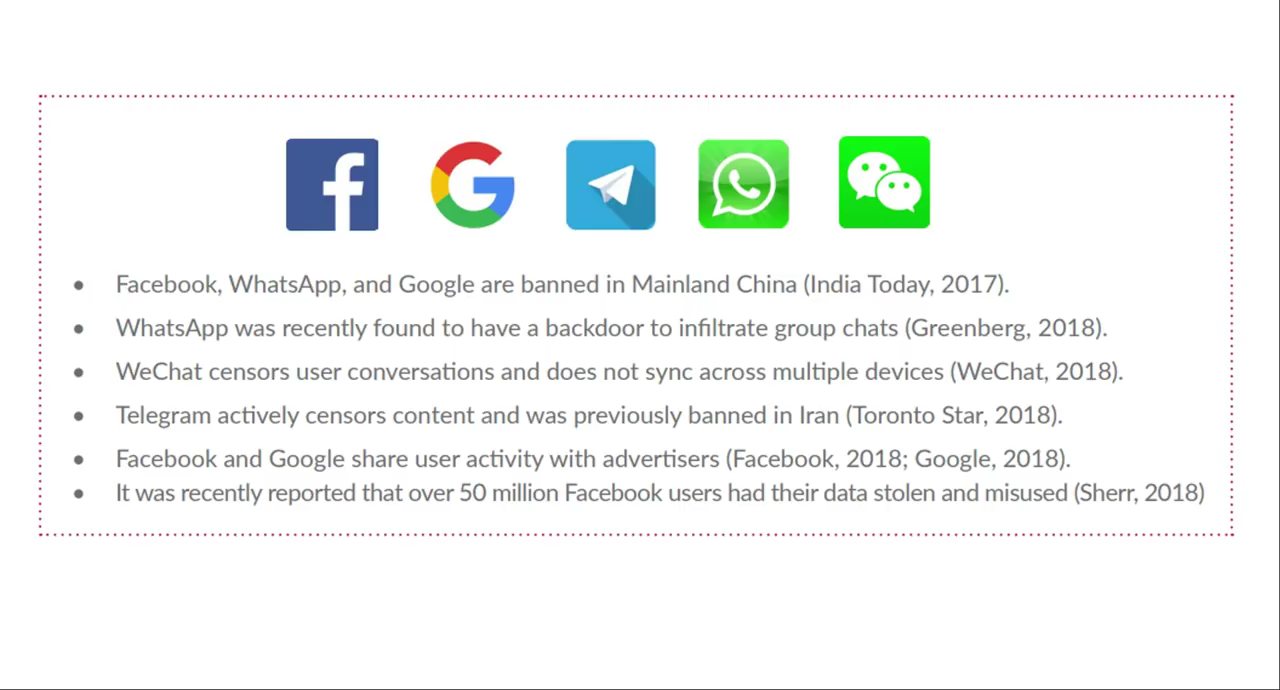 • Facebook, WhatsApp, and Google are banned in Mainland China (India Today, 2017).
• WhatsApp was recently found to have a backdoor to infiltrate group chats (Greenberg, 2018).
• WeChat censors user conversations and does not sync across multiple devices (WeChat, 2018).
• Telegram actively censors content and was previously banned in Iran (Toronto Star, 2018).
• Facebook and Google share user activity with advertisers (Facebook, 2018; Google, 2018).
• It was recently reported that over 50 million Facebook users had their data stolen and misused (Sherr, 2018)